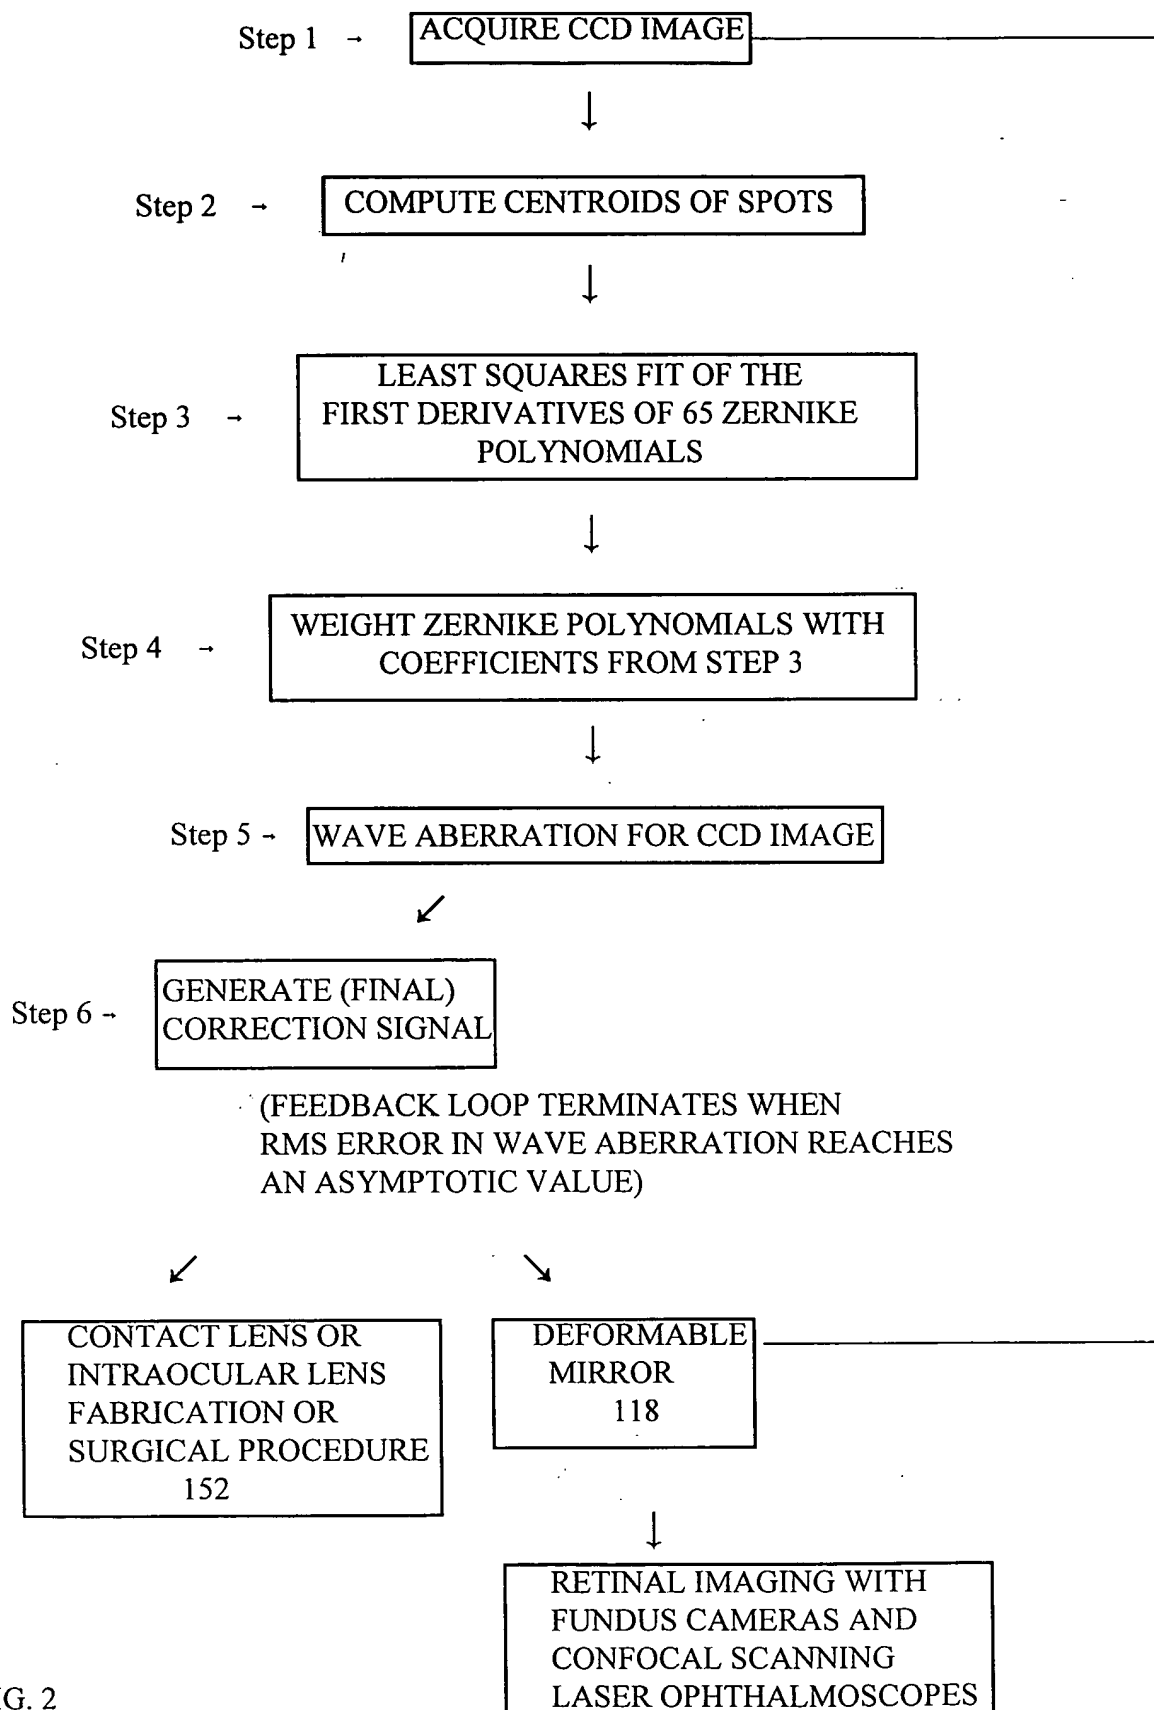 Step 1 → ACQUIRE CCD IMAGE
↓
Step 2 → COMPUTE CENTROIDS OF SPOTS
↓
Step 3 → LEAST SQUARES FIT OF THE
FIRST DERIVATIVES OF 65 ZERNIKE
POLYNOMIALS
↓
Step 4 → WEIGHT ZERNIKE POLYNOMIALS WITH
COEFFICIENTS FROM STEP 3
↓
Step 5 → WAVE ABERRATION FOR CCD IMAGE
↙
Step 6 → GENERATE (FINAL)
CORRECTION SIGNAL
(FEEDBACK LOOP TERMINATES WHEN
RMS ERROR IN WAVE ABERRATION REACHES
AN ASYMPTOTIC VALUE)
↙ ↘
CONTACT LENS OR
INTRAOCULAR LENS
FABRICATION OR
SURGICAL PROCEDURE
152
DEFORMABLE
MIRROR
118
↓
RETINAL IMAGING WITH
FUNDUS CAMERAS AND
CONFOCAL SCANNING
LASER OPHTHALMOSCOPES
G. 2